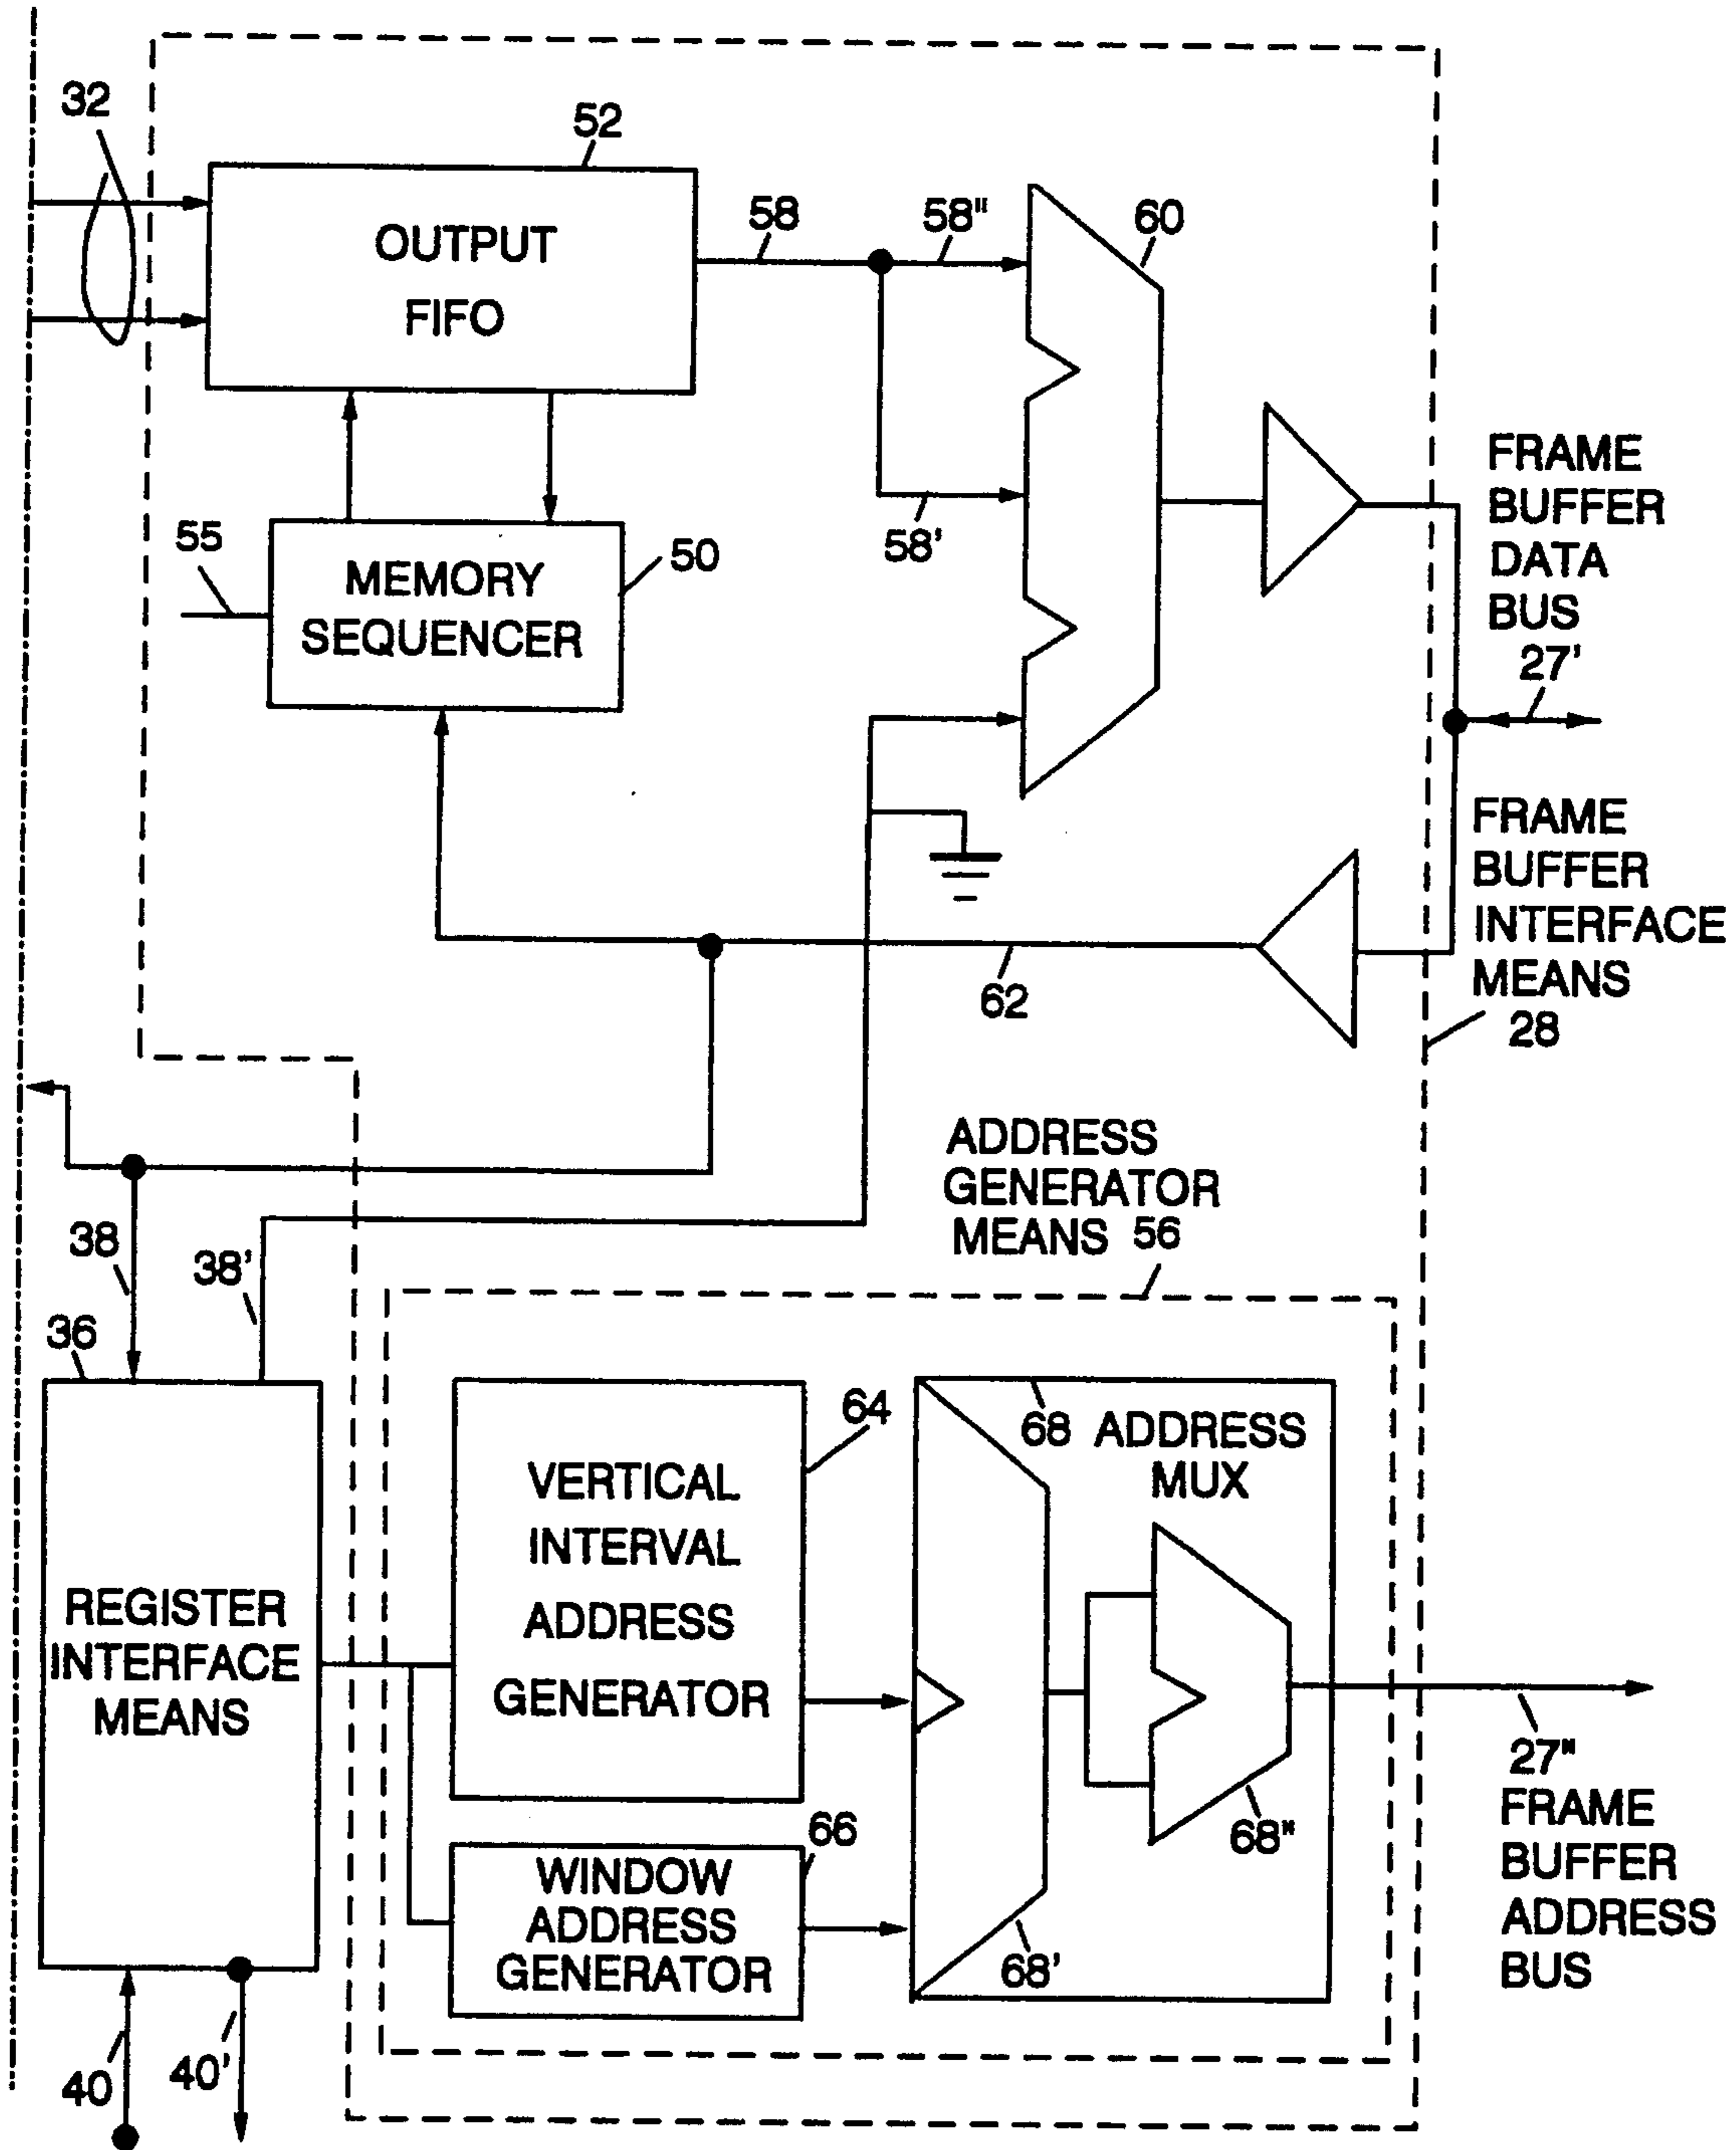 32
52
OUTPUT
FIFO
58
58"
60
58'
55
MEMORY
SEQUENCER
50
FRAME
BUFFER
DATA
BUS
27'
FRAME
BUFFER
INTERFACE
MEANS
28
62
ADDRESS
GENERATOR
MEANS 56
38
38'
36
REGISTER
INTERFACE
MEANS
64
VERTICAL
INTERVAL
ADDRESS
GENERATOR
68 ADDRESS
MUX
66
WINDOW
ADDRESS
GENERATOR
68'
68"
27"
FRAME
BUFFER
ADDRESS
BUS
40
40'